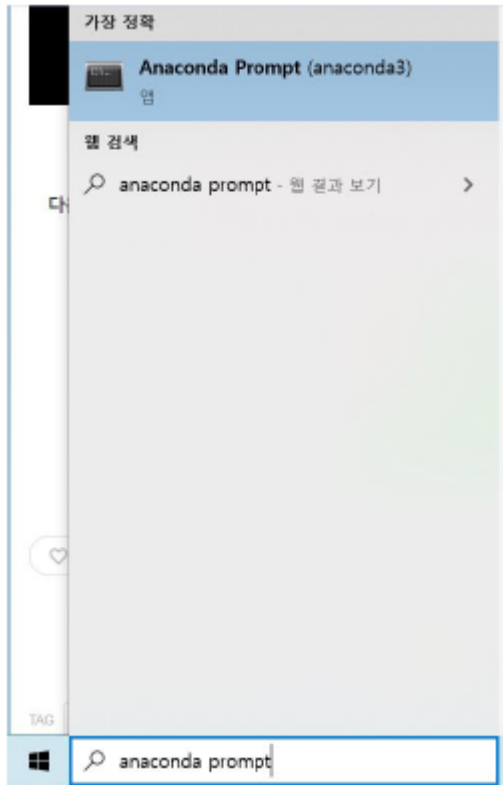 가장 정확
Anaconda Prompt (anaconda3)
앱
웹 검색
anaconda prompt - 웹 결과 보기
TAG
anaconda prompt